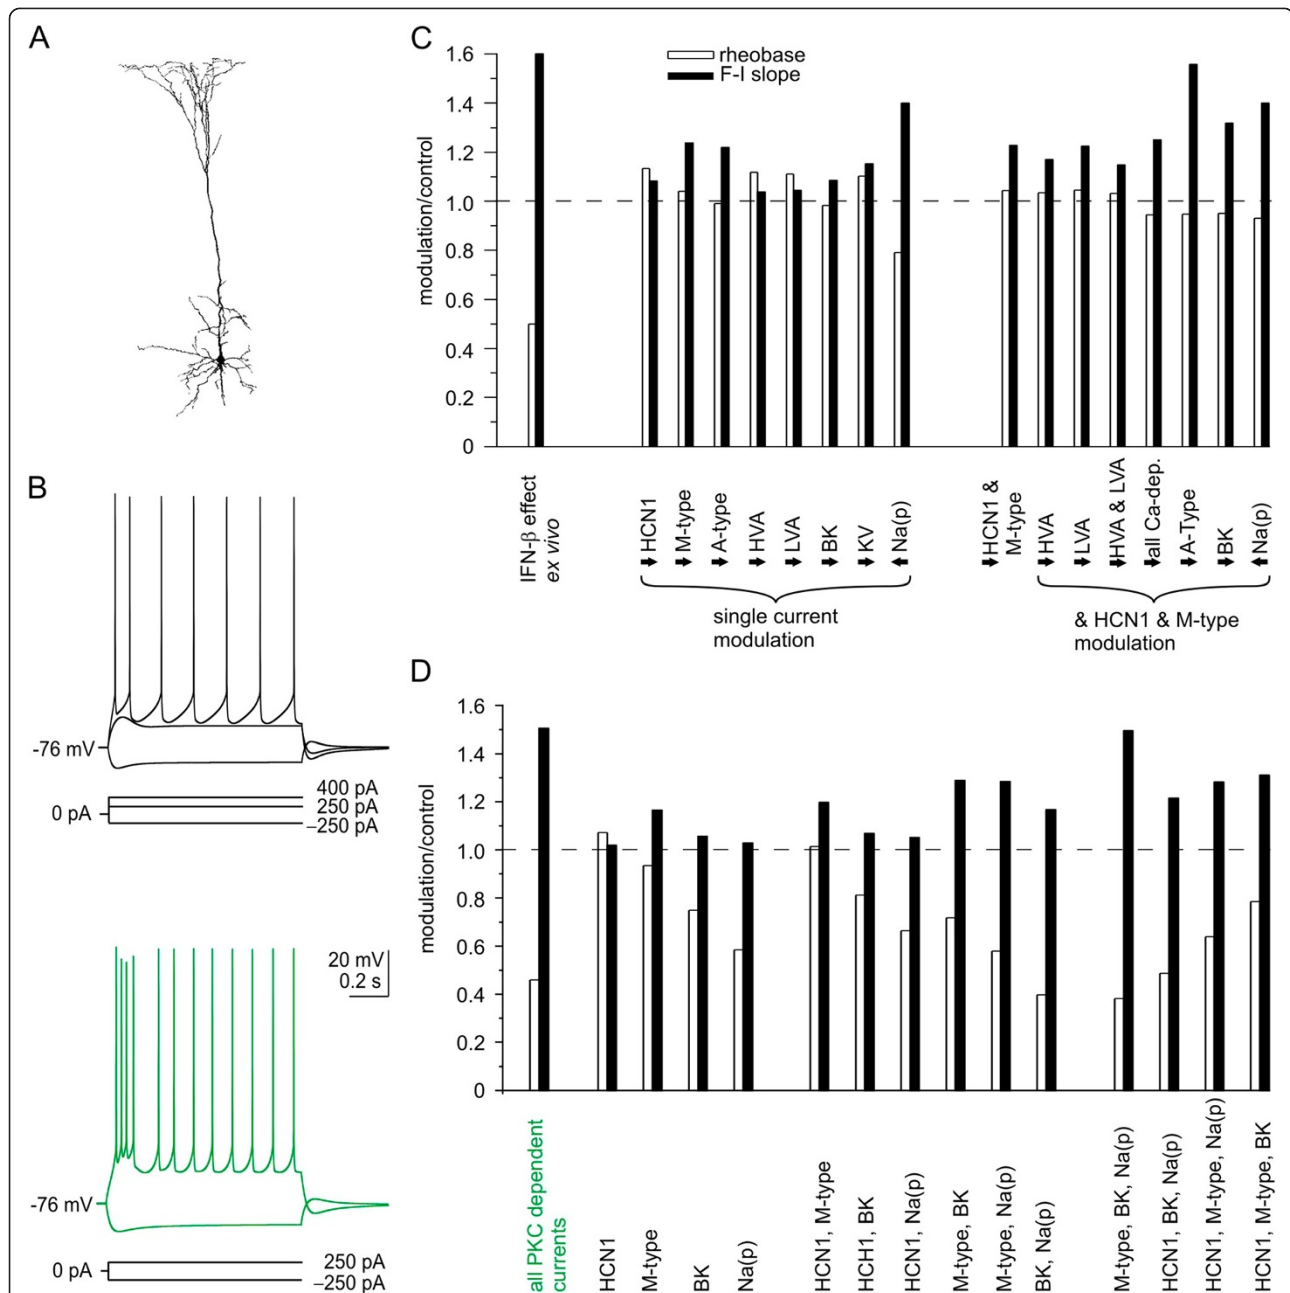 A
B
-76 mV
400 pA
250 pA
0 pA
–250 pA
20 mV
0.2 s
-76 mV
250 pA
0 pA
–250 pA
C
rheobase
F-I slope
modulation/control
1.6
1.4
1.2
1.0
0.8
0.6
0.4
0.2
0
IFN-β effect
ex vivo
HCN1
M-type
A-type
HVA
LVA
BK
KV
Na(p)
HCN1 &
M-type
HVA
LVA
HVA & LVA
all Ca-dep.
A-Type
BK
Na(p)
single current
modulation
& HCN1 & M-type
modulation
D
modulation/control
1.6
1.4
1.2
1.0
0.8
0.6
0.4
0.2
0
all PKC dependent
currents
HCN1
M-type
BK
Na(p)
HCN1, M-type
HCH1, BK
HCN1, Na(p)
M-type, BK
M-type, Na(p)
BK, Na(p)
M-type, BK, Na(p)
HCN1, BK, Na(p)
HCN1, M-type, Na(p)
HCN1, M-type, BK